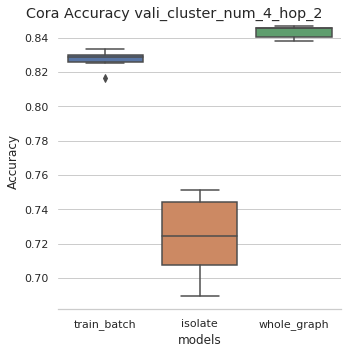 Cora Accuracy vali_cluster_num_4_hop_2
0.84
0.82
0.80
0.78
0.76
0.74
0.72
0.70
Accuracy
train_batch isolate whole_graph
models